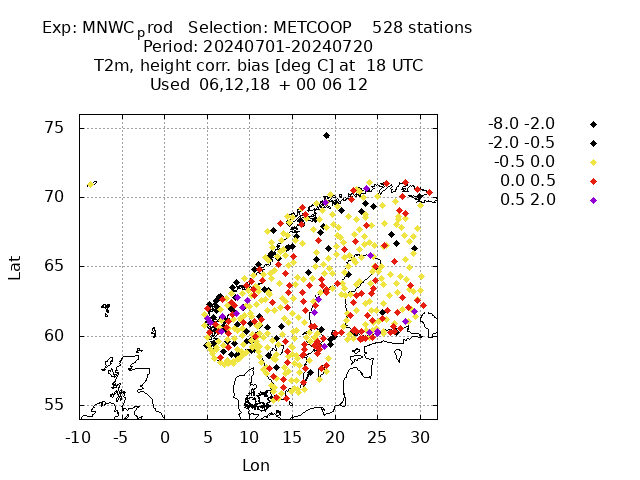 Exp: MNWC_prod   Selection: METCOOP    528 stations
Period: 20240701-20240720
T2m, height corr. bias [deg C] at  18 UTC
Used  06,12,18  + 00 06 12
-8.0 -2.0
-2.0 -0.5
-0.5 0.0
0.0 0.5
0.5 2.0
75
70
65
60
55
Lat
-10 -5 0 5 10 15 20 25 30
Lon